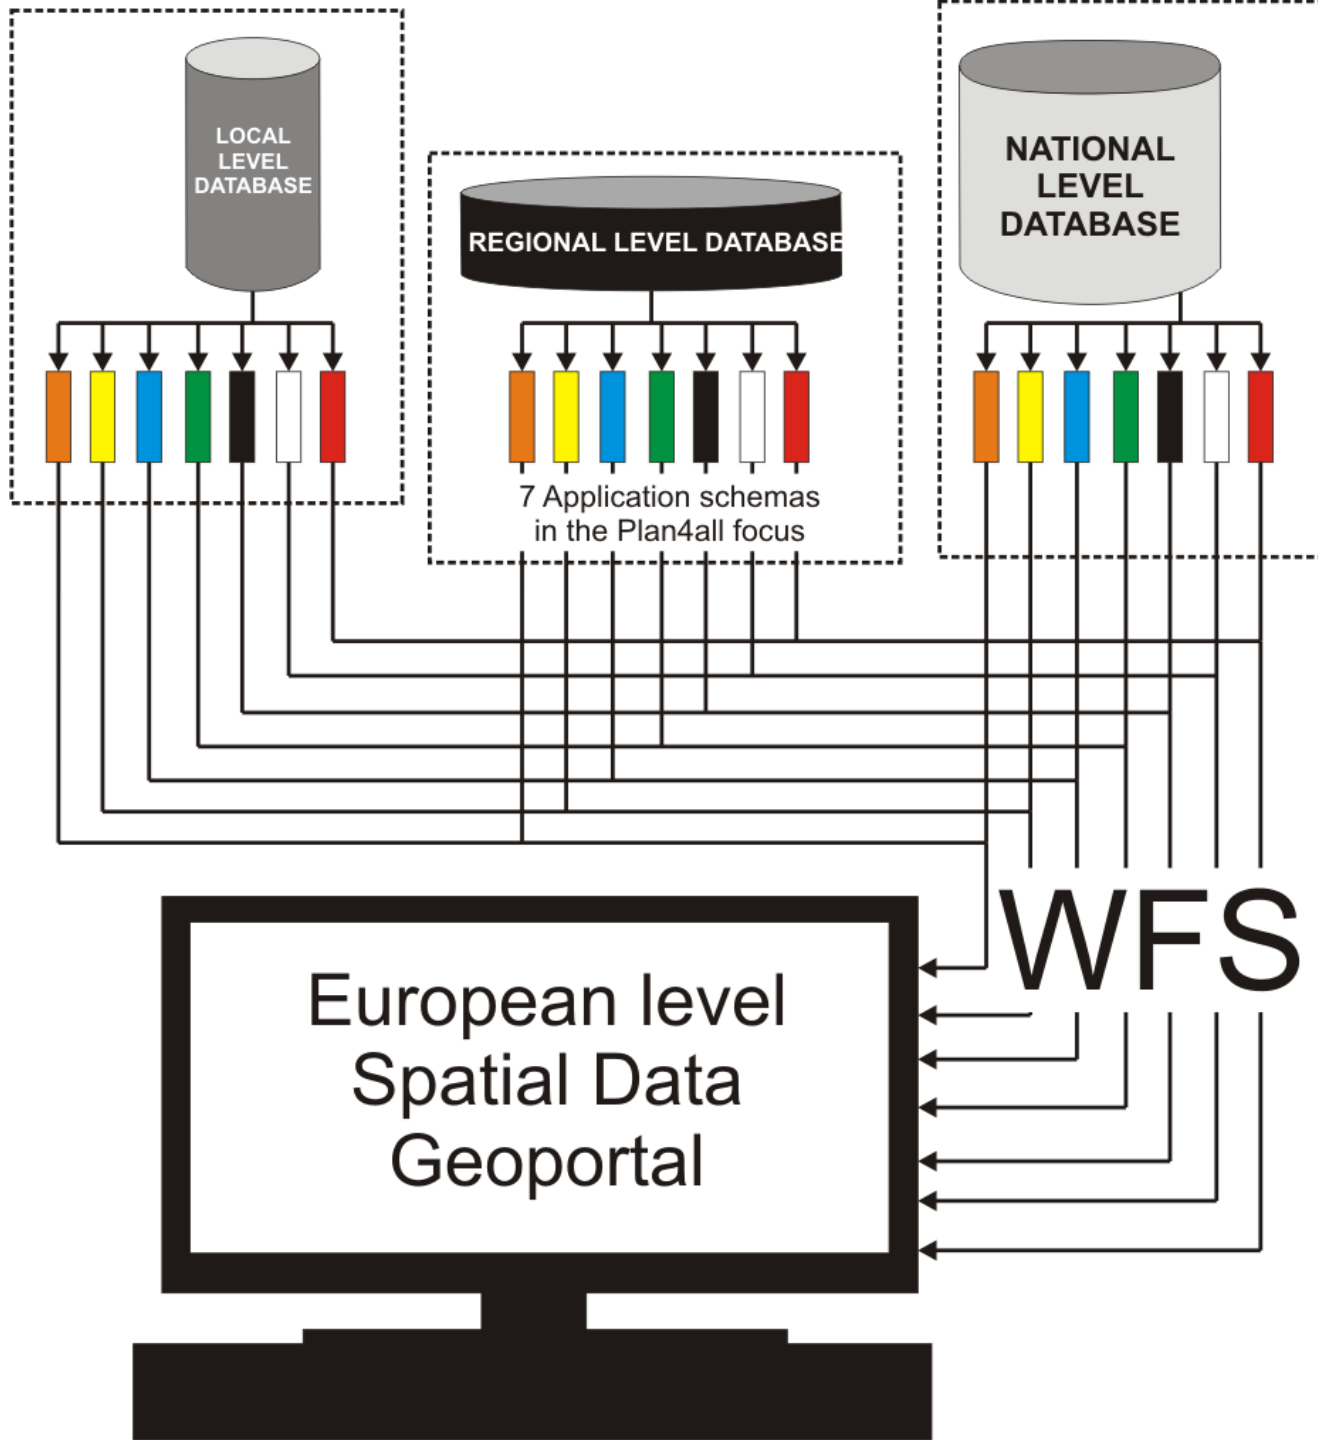 LOCAL
LEVEL
DATABASE
REGIONAL LEVEL DATABASE
NATIONAL
LEVEL
DATABASE
7 Application schemas
in the Plan4all focus
WFS
European level
Spatial Data
Geoportal